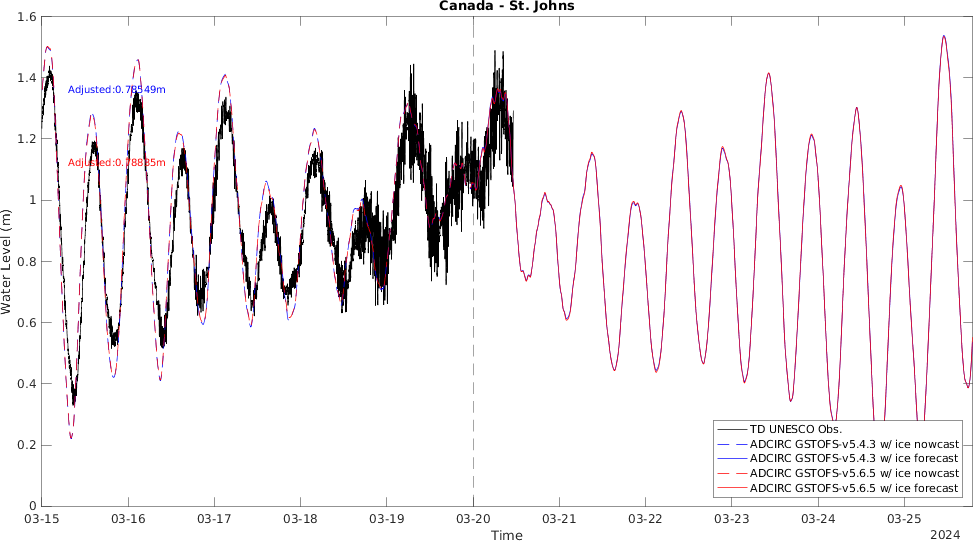 Canada - St. Johns
1.6
1.4
1.2
1
0.8
0.6
0.4
0.2
0
Water Level (m)
Adjusted:0.78549m
TD UNESCO Obs.
ADCIRC GSTOFS-v5.4.3 w/ ice nowcast
ADCIRC GSTOFS-v5.4.3 w/ ice forecast
ADCIRC GSTOFS-v5.6.5 w/ ice nowcast
ADCIRC GSTOFS-v5.6.5 w/ ice forecast
03-15 03-16 03-17 03-18 03-19 03-20 03-21 03-22 03-23 03-24 03-25
Time
2024